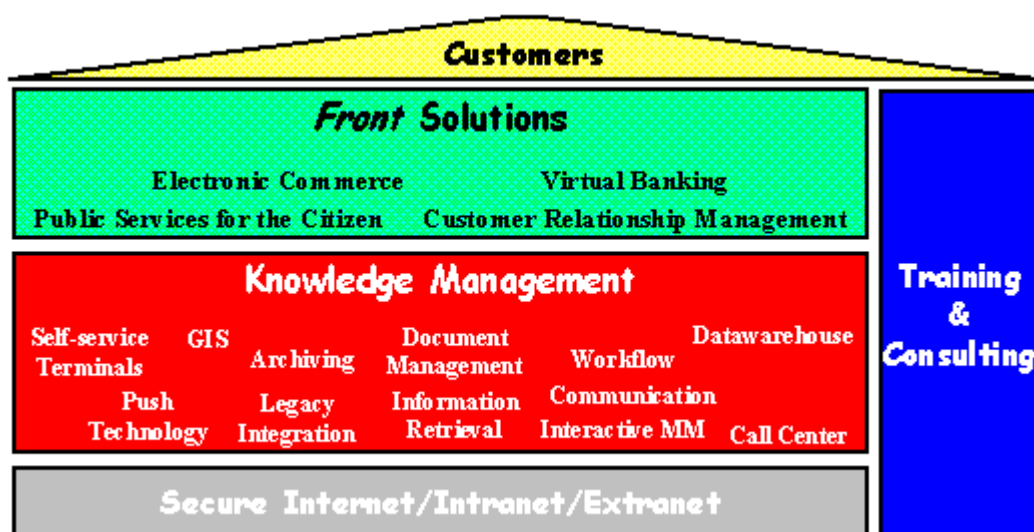 Customers
Front Solutions
Electronic Commerce
Virtual Banking
Public Services for the Citizen
Customer Relationship Management
Knowledge Management
Self-service
Terminals
GIS
Archiving
Document
Management
Workflow
Datawarehouse
Push
Technology
Legacy
Integration
Information
Retrieval
Communication
Interactive MM
Call Center
Secure Internet/Intranet/Extranet
Training
&
Consulting